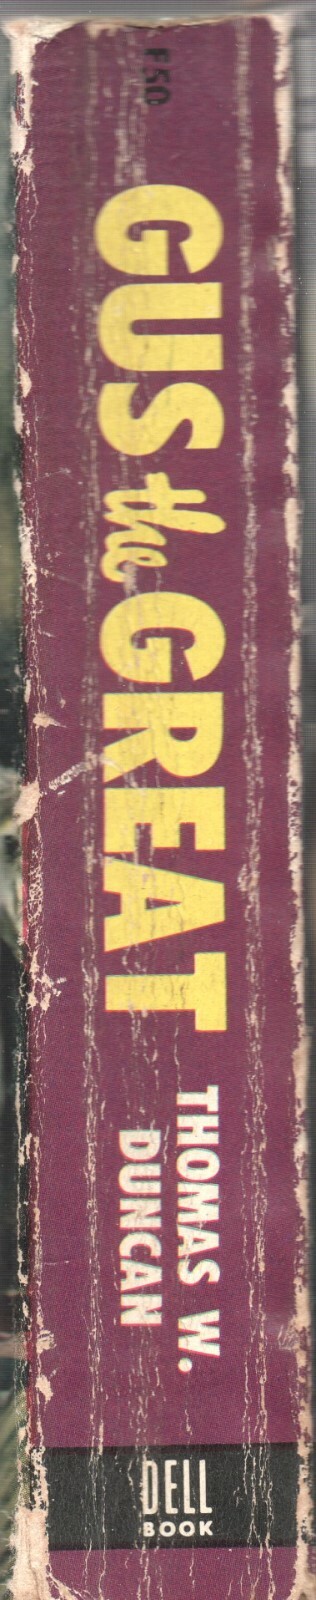 F50
GUS the GREAT
THOMAS W.
DUNCAN
DELL
BOOK